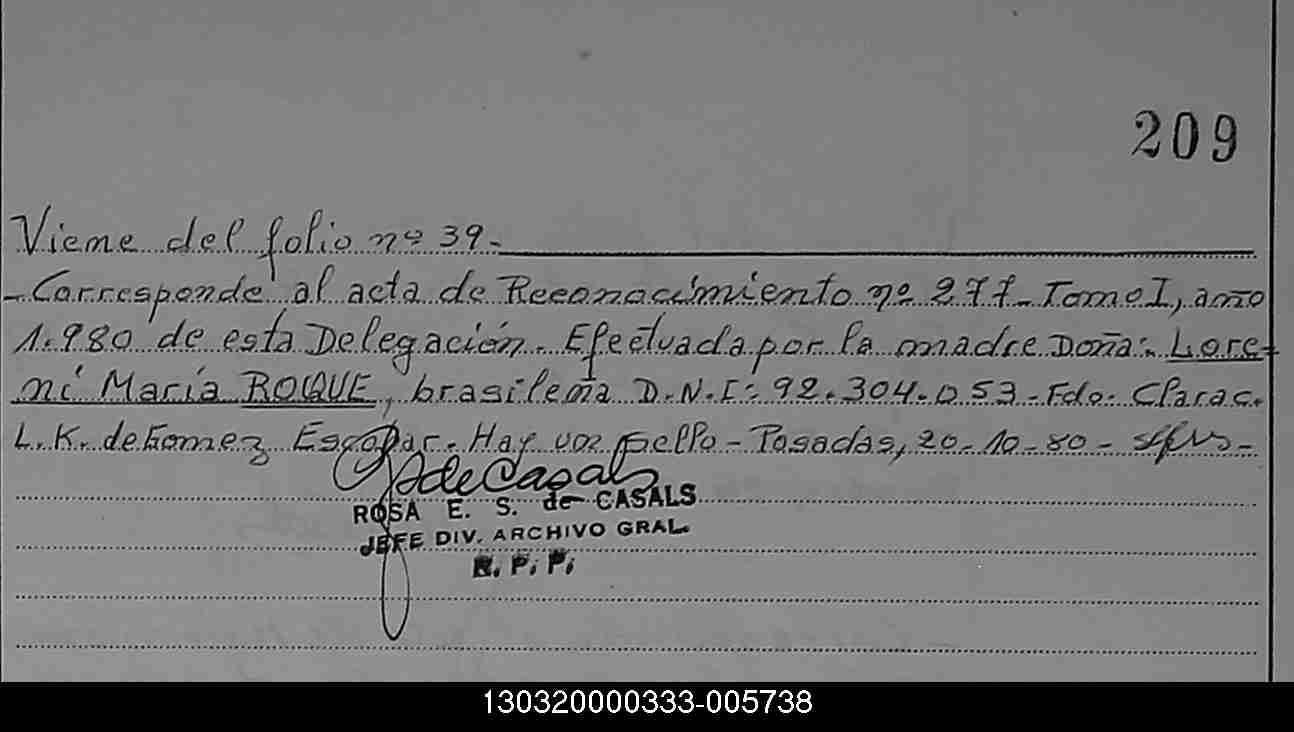 209
Viene del folio nº 39-
-Corresponde al acta de Reconocimiento nº 277- Tomo I, año
1.980 de esta Delegación- Efectuada por la madre Doña:- Lore-
ni María ROQUE, brasileña D.N.I:- 92.304.053- Fdo- Clara C.
L.K. de Gomez Escobar- Hay un sello- Posadas, 20-10-80-
de Casals
ROSA E. S. de CASALS
JEFE DIV. ARCHIVO GRAL.
R. P. P.
130320000333-005738